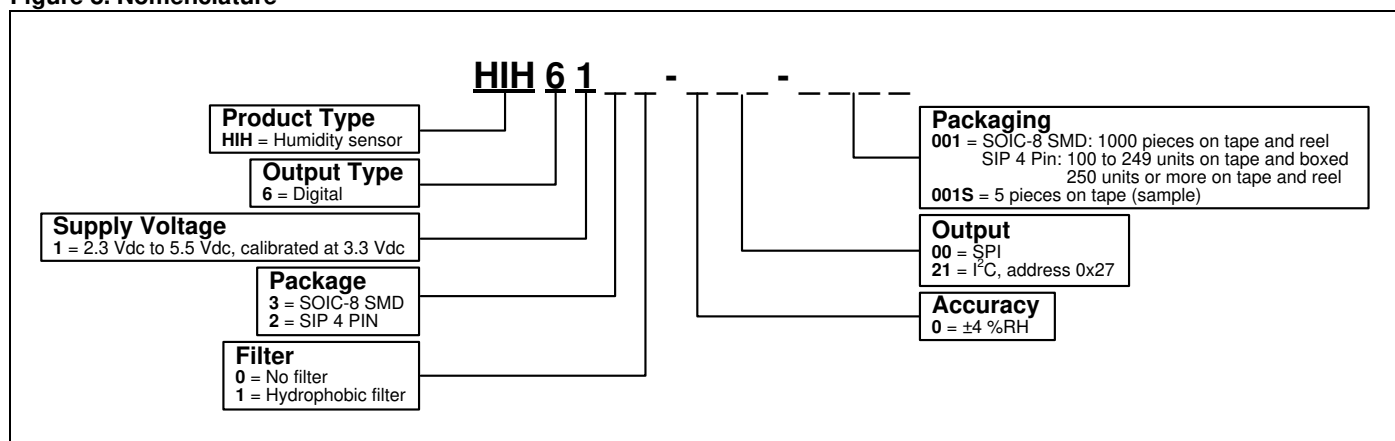 Figure 3. Nomenclature
HIH 6 1 _ _ - _ _ _ - _ _ _ _
Product Type
HIH = Humidity sensor
Output Type
6 = Digital
Supply Voltage
1 = 2.3 Vdc to 5.5 Vdc, calibrated at 3.3 Vdc
Package
3 = SOIC-8 SMD
2 = SIP 4 PIN
Filter
0 = No filter
1 = Hydrophobic filter
Packaging
001 = SOIC-8 SMD: 1000 pieces on tape and reel
SIP 4 Pin: 100 to 249 units on tape and boxed
250 units or more on tape and reel
001S = 5 pieces on tape (sample)
Output
00 = SPI
21 = I²C, address 0x27
Accuracy
0 = ±4 %RH